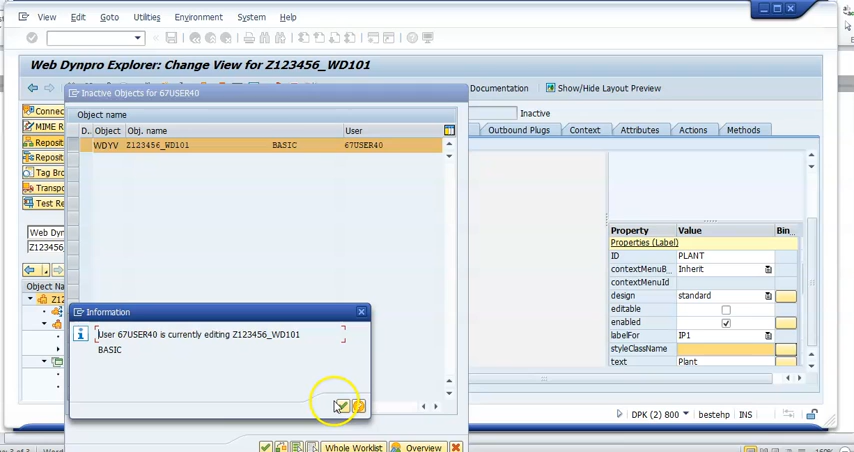 View Edit Goto Utilities Environment System Help
Web Dynpro Explorer: Change View for Z123456_WD101
Inactive Objects for 67USER40
Documentation Show/Hide Layout Preview
Object name
Inactive
D.. Object Obj. name User
WDYV Z123456_WD101 BASIC 67USER40
Outbound Plugs Context Attributes Actions Methods
Connec
MIME R
Reposit
Reposit
Tag Brow
Transpo
Test Re
Web Dyn
Z123456_
Object Na
Z12
Property Value Bin
Properties (Label)
ID PLANT
contextMenuB... Inherit
contextMenuId
design standard
editable
enabled
labelFor IP1
styleClassName
text Plant
Information
User 67USER40 is currently editing Z123456_WD101
BASIC
DPK (2) 800 bestehp INS
Whole Worklist Overview